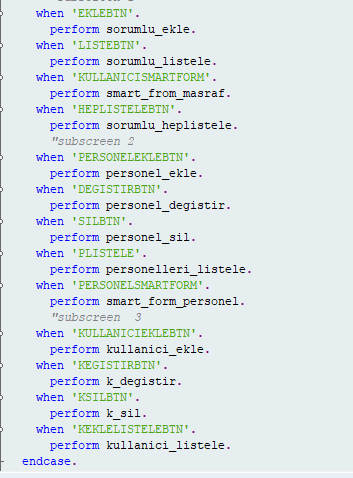 when 'EKLEBTN'.
perform sorumlu_ekle.
when 'LISTEBTN'.
perform sorumlu_listele.
when 'KULLANICISMARTFORM'.
perform smart_from_masraf.
when 'HEPLISTELEBTN'.
perform sorumlu_heplistele.
"subscreen 2
when 'PERSONELEKLEBTN'.
perform personel_ekle.
when 'DEGISTIRBTN'.
perform personel_degistir.
when 'SILBTN'.
perform personel_sil.
when 'PLISTELE'.
perform personelleri_listele.
when 'PERSONELSMARTFORM'.
perform smart_form_personel.
"subscreen  3
when 'KULLANICIEKLEBTN'.
perform kullanici_ekle.
when 'KEGISTIRBTN'.
perform k_degistir.
when 'KSILBTN'.
perform k_sil.
when 'KEKLELISTELEBTN'.
perform kullanici_listele.
endcase.